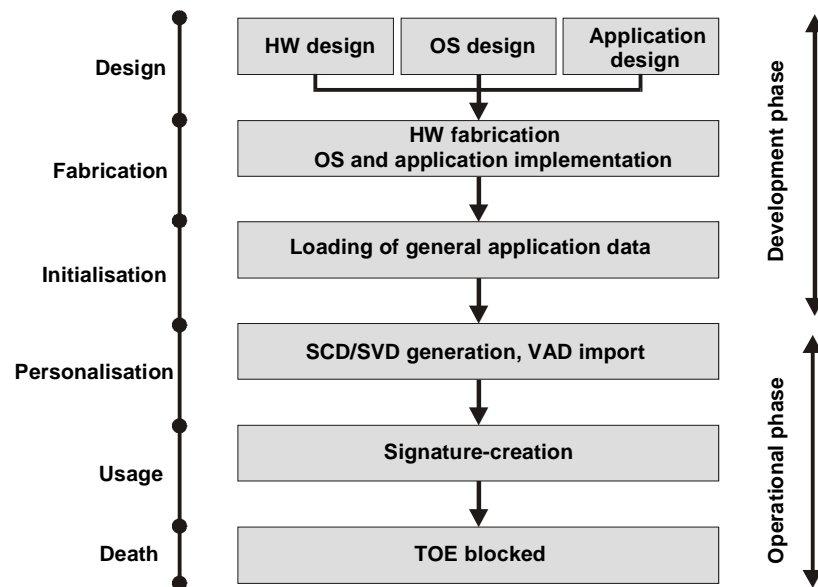 HW design
OS design
Application
design
Design
HW fabrication
OS and application implementation
Fabrication
Development phase
Loading of general application data
Initialisation
SCD/SVD generation, VAD import
Personalisation
Signature-creation
Usage
Operational phase
TOE blocked
Death